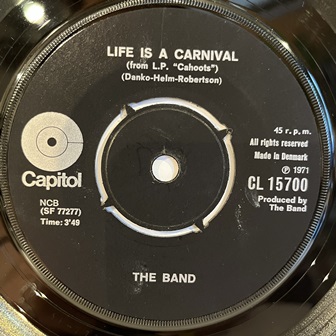 LIFE IS A CARNIVAL
(from L.P. "Cahoots")
(Danko-Helm-Robertson)
45 r.p.m.
All rights reserved
Made in Denmark
Ⓟ 1971
CL 15700
Produced by
The Band
Capitol
NCB
(SF 77277)
Time: 3'49
THE BAND